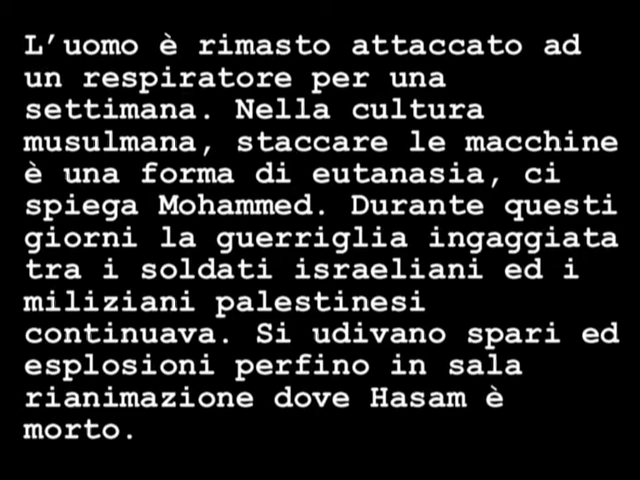 L’uomo è rimasto attaccato ad
un respiratore per una
settimana. Nella cultura
musulmana, staccare le macchine
è una forma di eutanasia, ci
spiega Mohammed. Durante questi
giorni la guerriglia ingaggiata
tra i soldati israeliani ed i
miliziani palestinesi
continuava. Si udivano spari ed
esplosioni perfino in sala
rianimazione dove Hasam è
morto.